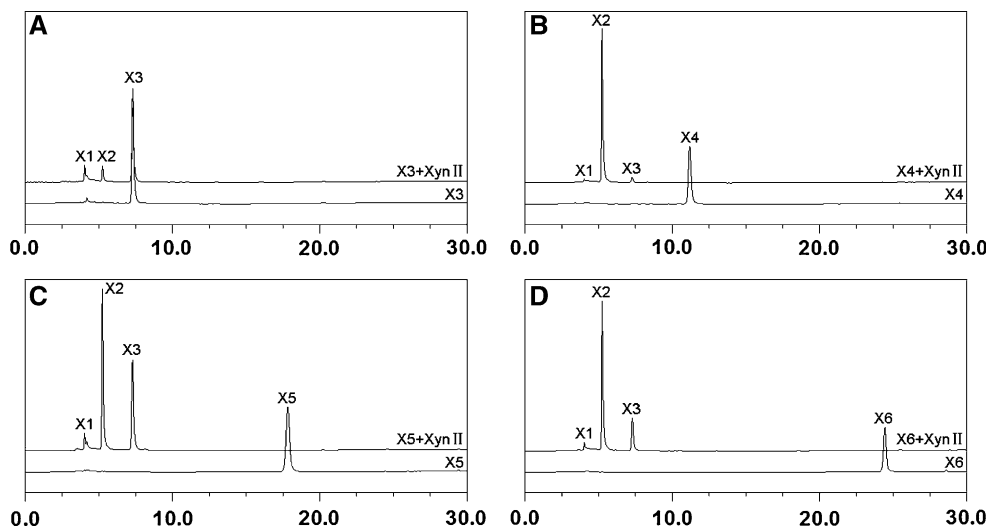 A
X3
X1 X2
X3+Xyn II
X3
0.0 10.0 20.0 30.0
B
X2
X4
X1 X3
X4+Xyn II
X4
0.0 10.0 20.0 30.0
C
X2
X3
X5
X1
X5+Xyn II
X5
0.0 10.0 20.0 30.0
D
X2
X3
X6
X1
X6+Xyn II
X6
0.0 10.0 20.0 30.0